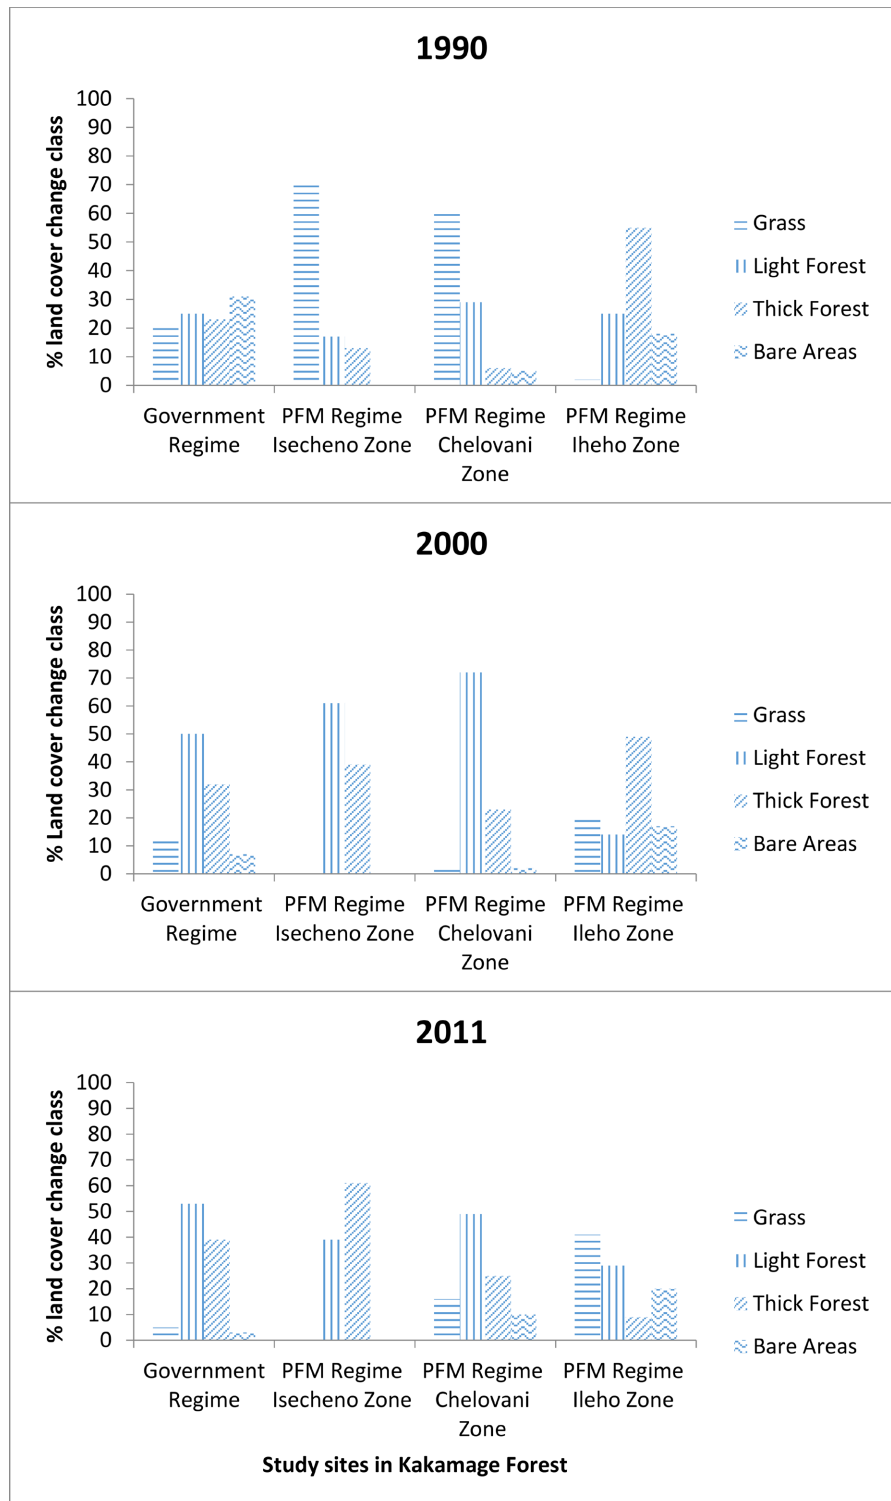 1990
% land cover change class
100
90
80
70
60
50
40
30
20
10
0
Government
Regime
PFM Regime
Isecheno Zone
PFM Regime
Chelovani
Zone
PFM Regime
Iheho Zone
Grass
Light Forest
Thick Forest
Bare Areas
2000
% Land cover change class
100
90
80
70
60
50
40
30
20
10
0
Government
Regime
PFM Regime
Isecheno Zone
PFM Regime
Chelovani
Zone
PFM Regime
Ileho Zone
Grass
Light Forest
Thick Forest
Bare Areas
2011
% land cover change class
100
90
80
70
60
50
40
30
20
10
0
Government
Regime
PFM Regime
Isecheno Zone
PFM Regime
Chelovani
Zone
PFM Regime
Ileho Zone
Grass
Light Forest
Thick Forest
Bare Areas
Study sites in Kakamage Forest